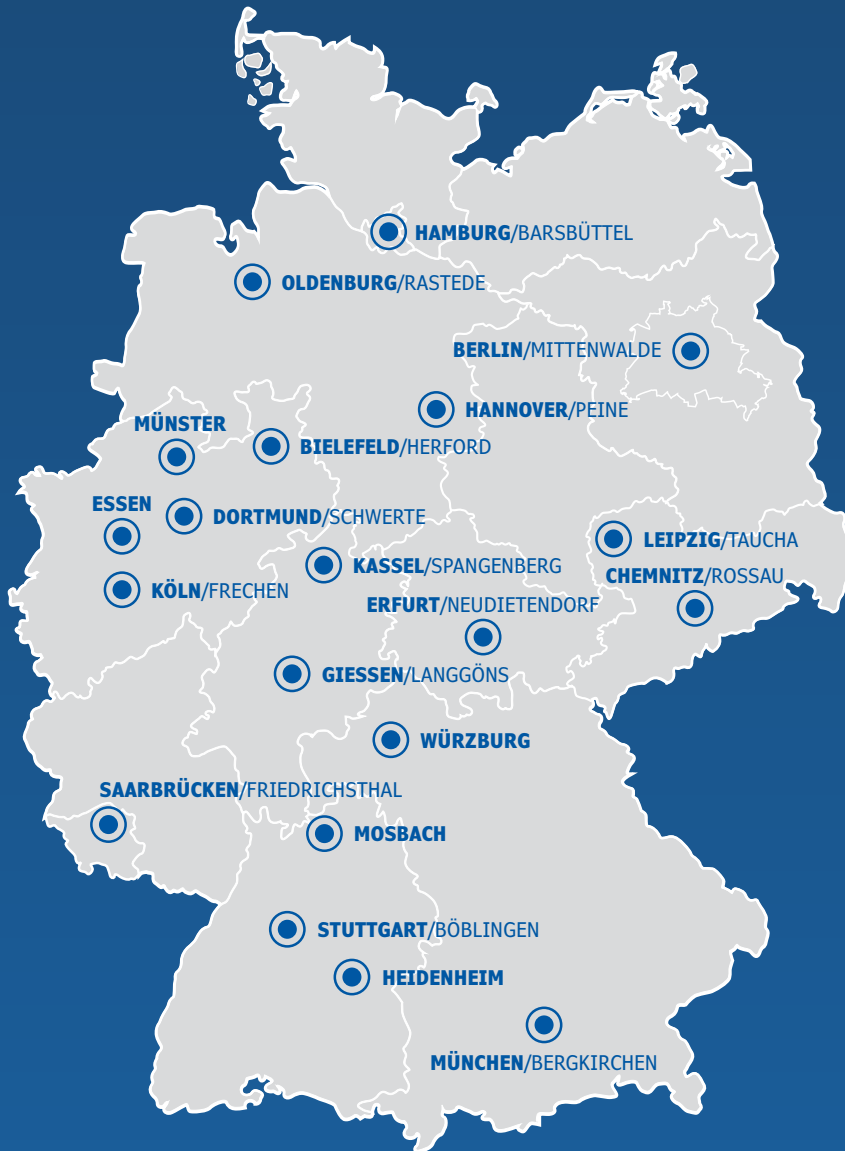 HAMBURG/BARSBÜTTEL
OLDENBURG/RASTEDE
BERLIN/MITTENWALDE
HANNOVER/PEINE
MÜNSTER
BIELEFELD/HERFORD
ESSEN
DORTMUND/SCHWERTE
LEIPZIG/TAUCHA
KASSEL/SPANGENBERG
CHEMNITZ/ROSSAU
KÖLN/FRECHEN
ERFURT/NEUDIETENDORF
GIESSEN/LANGGÖNS
WÜRZBURG
SAARBRÜCKEN/FRIEDRICHSTHAL
MOSBACH
STUTTGART/BÖBLINGEN
HEIDENHEIM
MÜNCHEN/BERGKIRCHEN